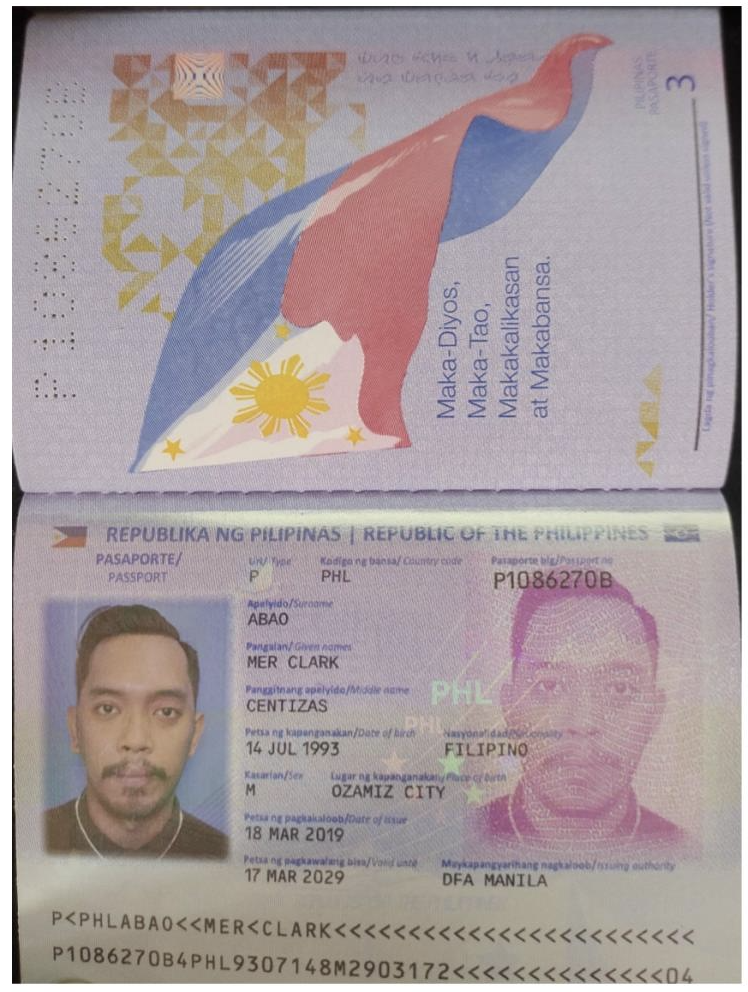 P1086270B
PILIPINAS
PASAPORTE
3
Maka-Diyos,
Maka-Tao,
Makakalikasan
at Makabansa.
Lagda ng pinagkalooban/ Holder's signature (Not valid unless signed)
REPUBLIKA NG PILIPINAS | REPUBLIC OF THE PHILIPPINES
PASAPORTE/
PASSPORT
Uri/ Type
Kodigo ng bansa/ Country code
Pasaporte blg/Passport no
P
PHL
P1086270B
Apelyido/Surname
ABAO
Pangalan/ Given names
MER CLARK
Panggitnang apelyido/Middle name
CENTIZAS
PHL
PHL
Petsa ng kapanganakan/Date of birth
Nasyonalidad/Nationality
14 JUL 1993
FILIPINO
Kasarian/Sex
Lugar ng kapanganakan/Place of birth
M
OZAMIZ CITY
Petsa ng pagkakaloob/Date of issue
18 MAR 2019
Petsa ng pagkawalang bisa/Valid until
Maykapangyarihang nagkaloob/Issuing authority
17 MAR 2029
DFA MANILA
P<PHLABAO<<MER<CLARK<<<<<<<<<<<<<<<<<<<<<<<<
P1086270B4PHL9307148M2903172<<<<<<<<<<<<<<04